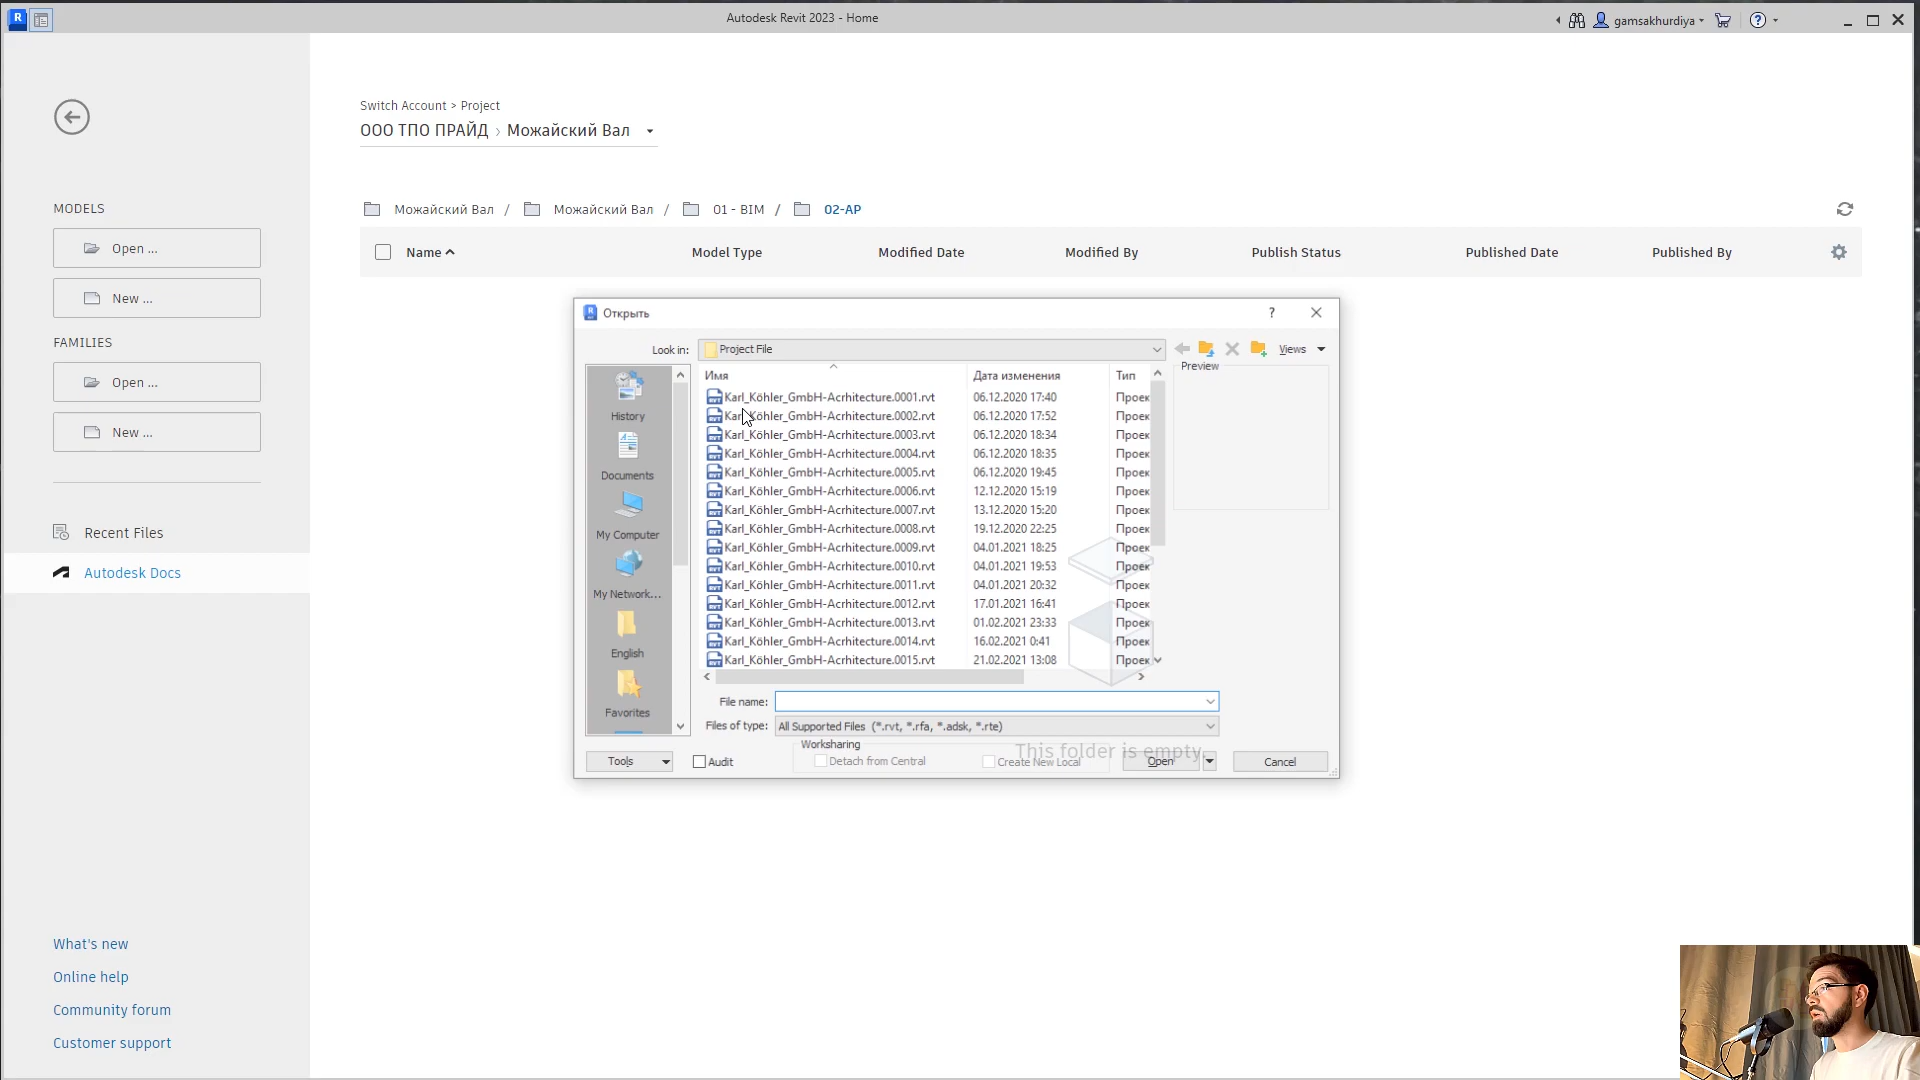 Autodesk Revit 2023 - Home
gamsakhurdiya
Switch Account > Project
ООО ТПО ПРАЙД › Можайский Вал
MODELS
Open ...
New ...
FAMILIES
Open ...
New ...
Recent Files
Autodesk Docs
What's new
Online help
Community forum
Customer support
Можайский Вал / Можайский Вал / 01 - BIM / 02-АР
Name Model Type Modified Date Modified By Publish Status Published Date Published By
Открыть
Look in: Project File Views
Preview
History
Documents
My Computer
My Network...
English
Favorites
Имя Дата изменения Тип
Karl_Köhler_GmbH-Acrhitecture.0001.rvt 06.12.2020 17:40 Проек
Karl_Köhler_GmbH-Acrhitecture.0002.rvt 06.12.2020 17:52 Проек
Karl_Köhler_GmbH-Acrhitecture.0003.rvt 06.12.2020 18:34 Проек
Karl_Köhler_GmbH-Acrhitecture.0004.rvt 06.12.2020 18:35 Проек
Karl_Köhler_GmbH-Acrhitecture.0005.rvt 06.12.2020 19:45 Проек
Karl_Köhler_GmbH-Acrhitecture.0006.rvt 12.12.2020 15:19 Проек
Karl_Köhler_GmbH-Acrhitecture.0007.rvt 13.12.2020 15:20 Проек
Karl_Köhler_GmbH-Acrhitecture.0008.rvt 19.12.2020 22:25 Проек
Karl_Köhler_GmbH-Acrhitecture.0009.rvt 04.01.2021 18:25 Проек
Karl_Köhler_GmbH-Acrhitecture.0010.rvt 04.01.2021 19:53 Проек
Karl_Köhler_GmbH-Acrhitecture.0011.rvt 04.01.2021 20:32 Проек
Karl_Köhler_GmbH-Acrhitecture.0012.rvt 17.01.2021 16:41 Проек
Karl_Köhler_GmbH-Acrhitecture.0013.rvt 01.02.2021 23:33 Проек
Karl_Köhler_GmbH-Acrhitecture.0014.rvt 16.02.2021 0:41 Проек
Karl_Köhler_GmbH-Acrhitecture.0015.rvt 21.02.2021 13:08 Проек
File name:
Files of type: All Supported Files (*.rvt, *.rfa, *.adsk, *.rte)
Worksharing
This folder is empty.
Tools Audit Detach from Central Create New Local Open Cancel